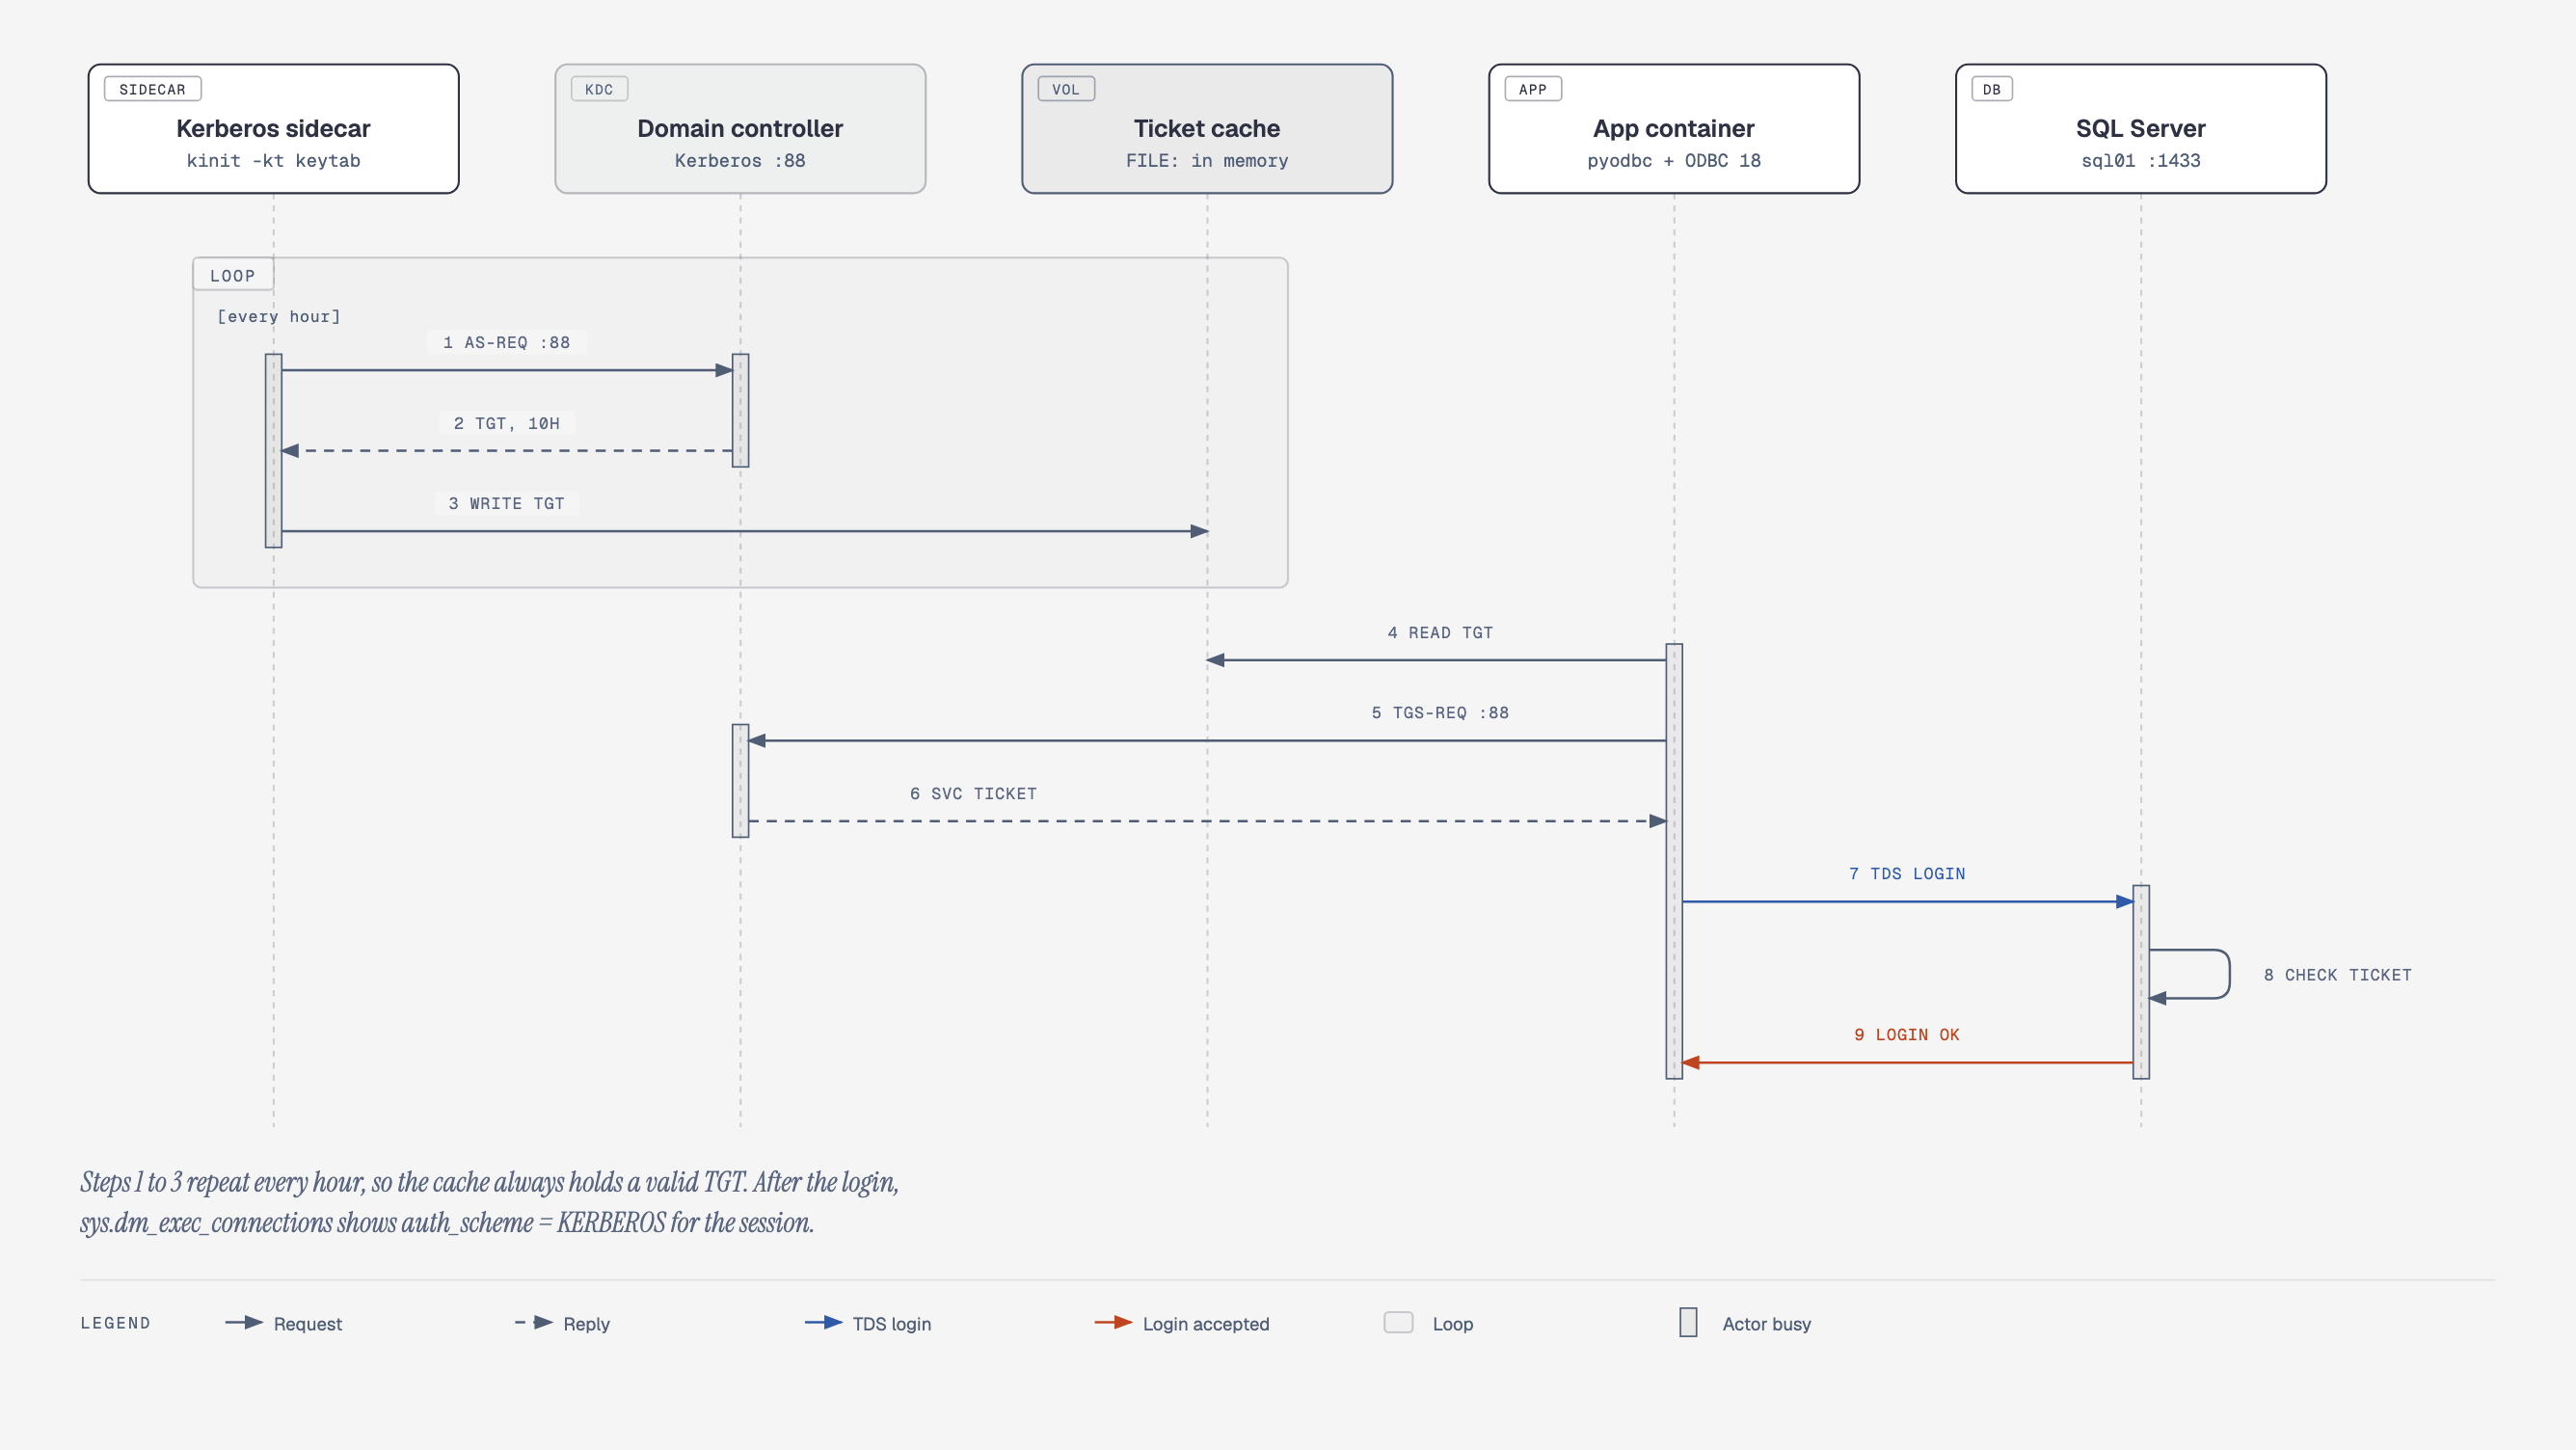 SIDECAR
Kerberos sidecar
kinit -kt keytab
KDC
Domain controller
Kerberos :88
VOL
Ticket cache
FILE: in memory
APP
App container
pyodbc + ODBC 18
DB
SQL Server
sql01 :1433
LOOP
[every hour]
1 AS-REQ :88
2 TGT, 10H
3 WRITE TGT
4 READ TGT
5 TGS-REQ :88
6 SVC TICKET
7 TDS LOGIN
8 CHECK TICKET
9 LOGIN OK
Steps 1 to 3 repeat every hour, so the cache always holds a valid TGT. After the login,
sys.dm_exec_connections shows auth_scheme = KERBEROS for the session.
LEGEND
Request
Reply
TDS login
Login accepted
Loop
Actor busy